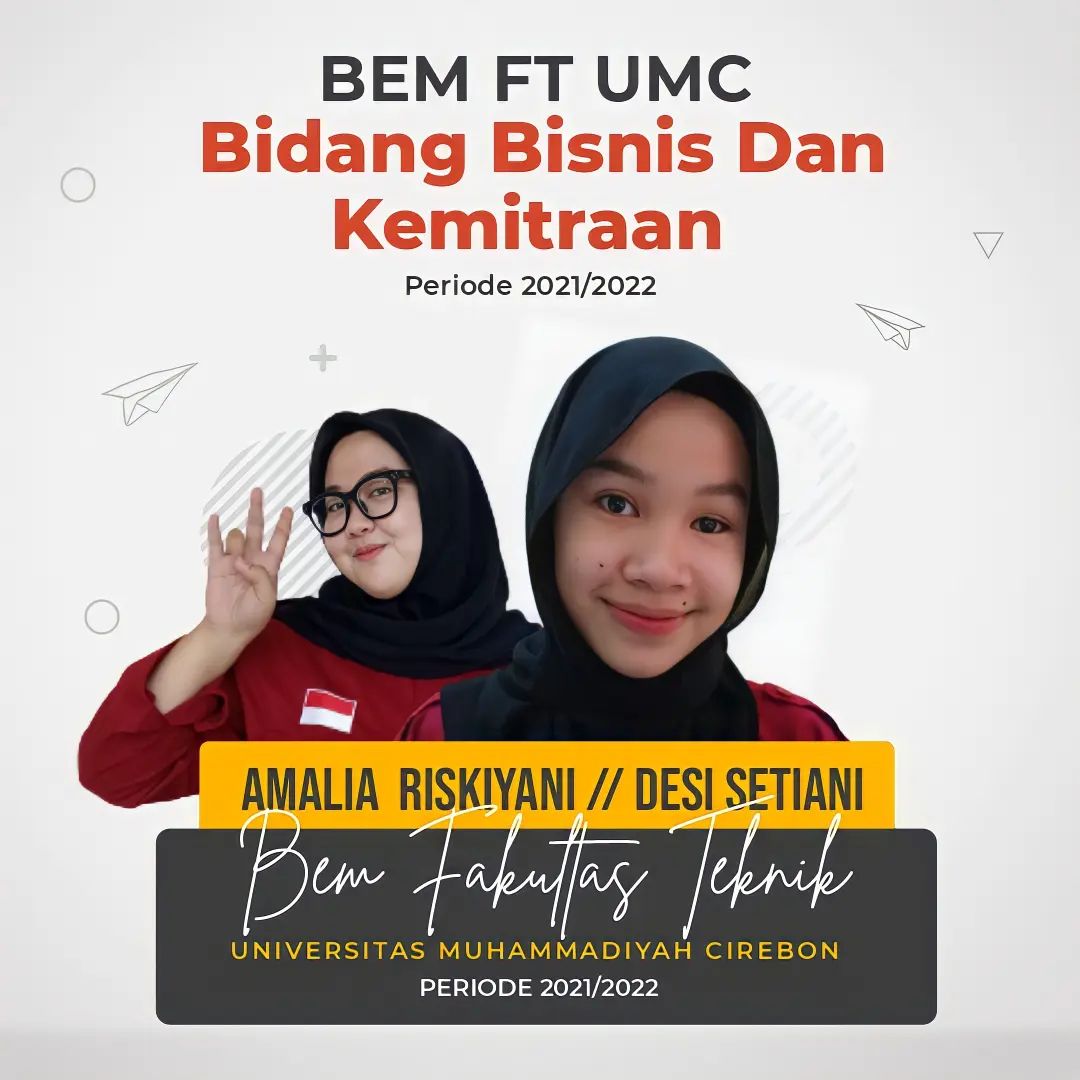 BEM FT UMC
Bidang Bisnis Dan
Kemitraan
Periode 2021/2022
AMALIA RISKIYANI // DESI SETIANI
Bem Fakultas Teknik
UNIVERSITAS MUHAMMADIYAH CIREBON
PERIODE 2021/2022